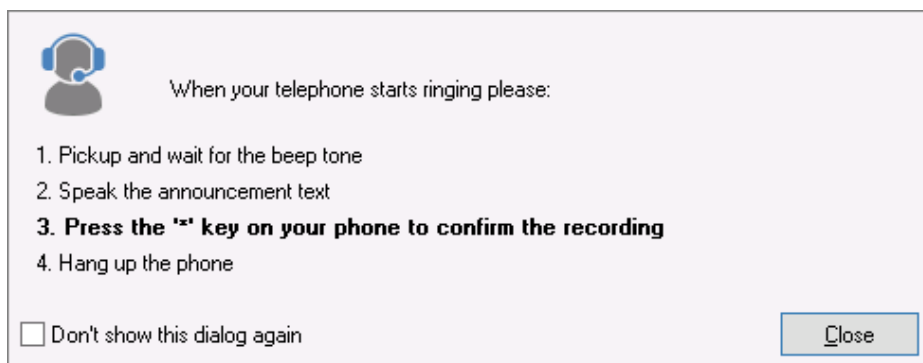 When your telephone starts ringing please:
1. Pickup and wait for the beep tone
2. Speak the announcement text
3. Press the '*' key on your phone to confirm the recording
4. Hang up the phone
Don't show this dialog again
Close